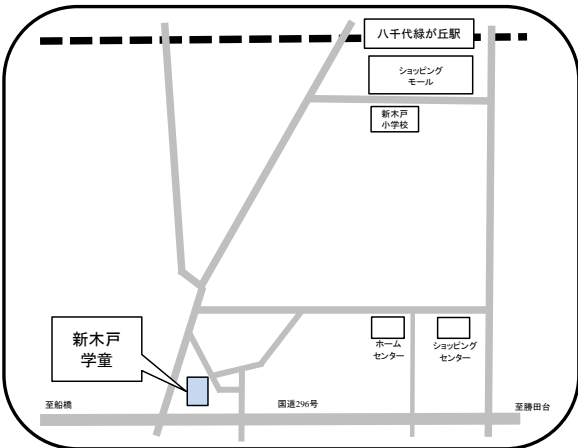 八千代緑が丘駅
ショッピング
モール
新木戸
小学校
新木戸
学童
ホーム
センター
ショッピング
センター
至船橋
国道296号
至勝田台